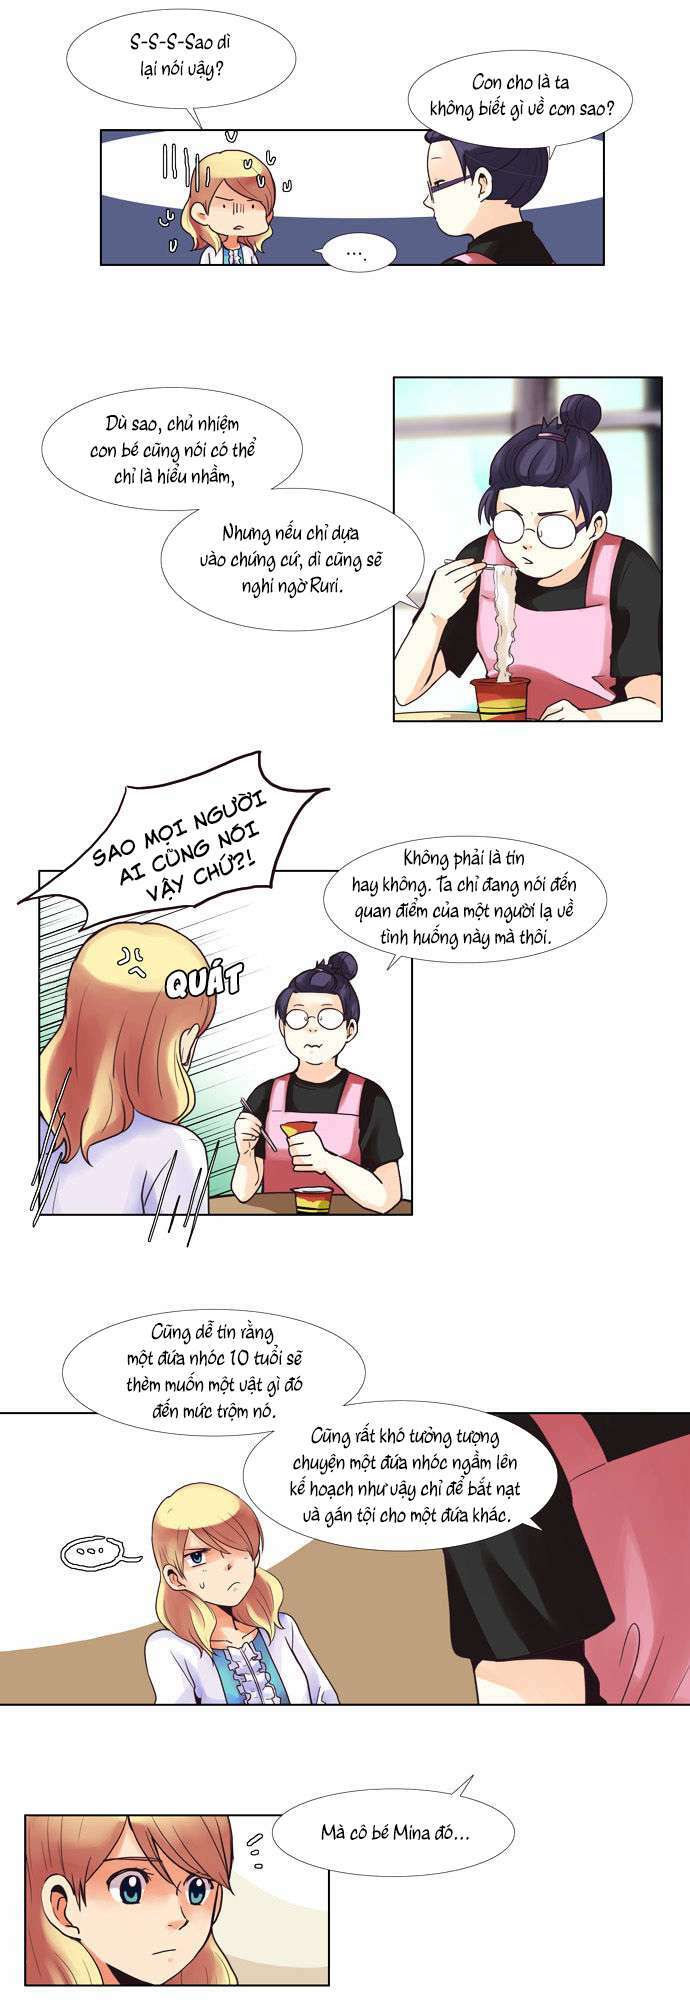 S-S-S-Sao dì
lại nói vậy?
Con cho là ta
không biết gì về con sao?
....
Dù sao, chủ nhiệm
con bé cũng nói có thể
chỉ là hiểu nhầm,
Nhưng nếu chỉ dựa
vào chứng cứ, dì cũng sẽ
nghi ngờ Ruri.
SAO MỌI NGƯỜI
AI CŨNG NÓI
VẬY CHỨ?!
Không phải là tin
hay không. Ta chỉ đang nói đến
quan điểm của một người lạ về
tình huống này mà thôi.
QUÁT
Cũng dễ tin rằng
một đứa nhóc 10 tuổi sẽ
thèm muốn một vật gì đó
đến mức trộm nó.
Cũng rất khó tưởng tượng
chuyện một đứa nhóc ngầm lên
kế hoạch như vậy chỉ để bắt nạt
và gán tội cho một đứa khác.
...
Mà cô bé Mina đó...